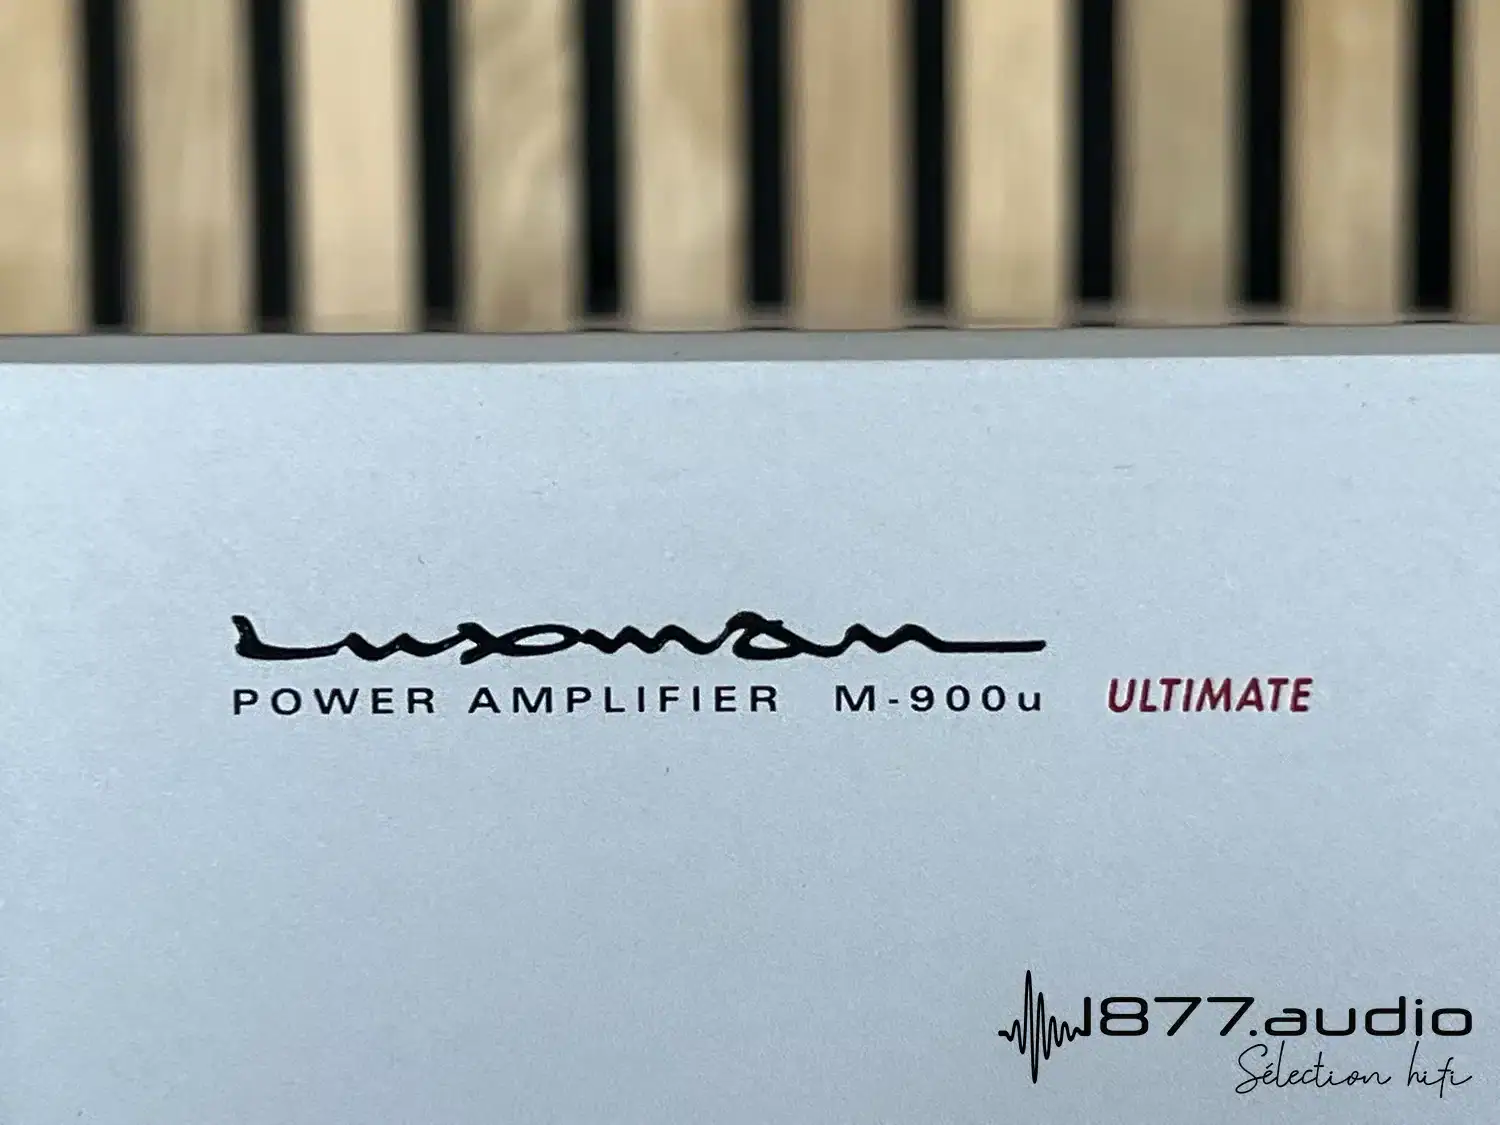 Luxman
POWER AMPLIFIER M-900u ULTIMATE
1877.audio
Sélection hifi